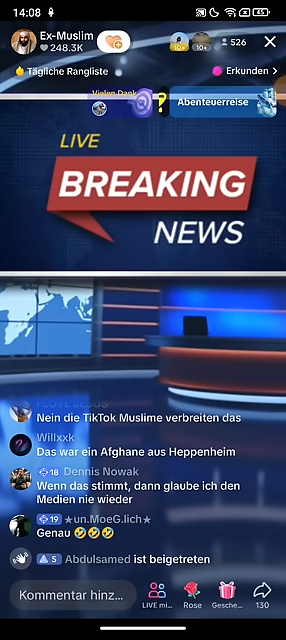 14:08
45
Ex-Muslim
248.3K
10+
10+
526
Tägliche Rangliste
Erkunden >
Vielen Dank
?
Abenteuerreise
LIVE
BREAKING
NEWS
I LOVE JESUS
Nein die TikTok Muslime verbreiten das
Willxxk
Das war ein Afghane aus Heppenheim
18 Dennis Nowak
Wenn das stimmt, dann glaube ich den
Medien nie wieder
19 ★un.MoeG.lich★
Genau 🤣🤣🤣
5 Abdulsamed ist beigetreten
Kommentar hinz...
LIVE mi...
Rose
Gesche...
130